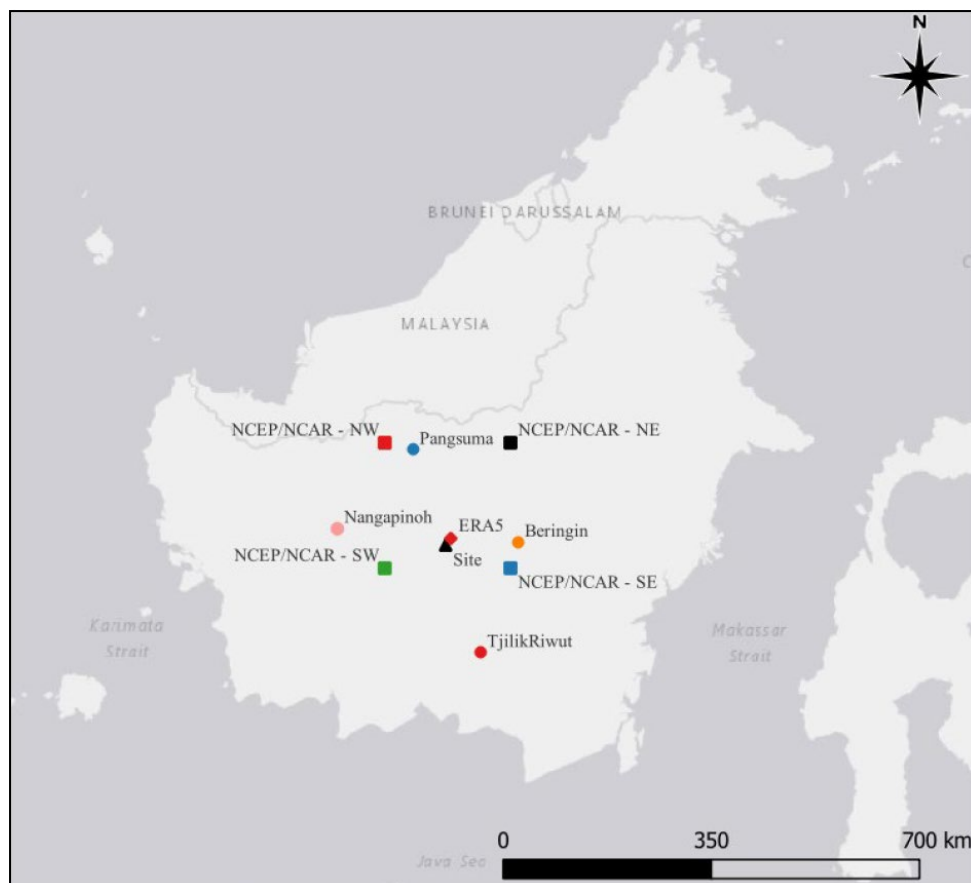 N
BRUNEI DARUSSALAM
MALAYSIA
NCEP/NCAR - NW
Pangsuma
NCEP/NCAR - NE
Nangapinoh
ERA5
Beringin
NCEP/NCAR - SW
Site
NCEP/NCAR - SE
Karimata
Strait
Makassar
Strait
TjilikRiwut
0
350
700 km
Java Sea